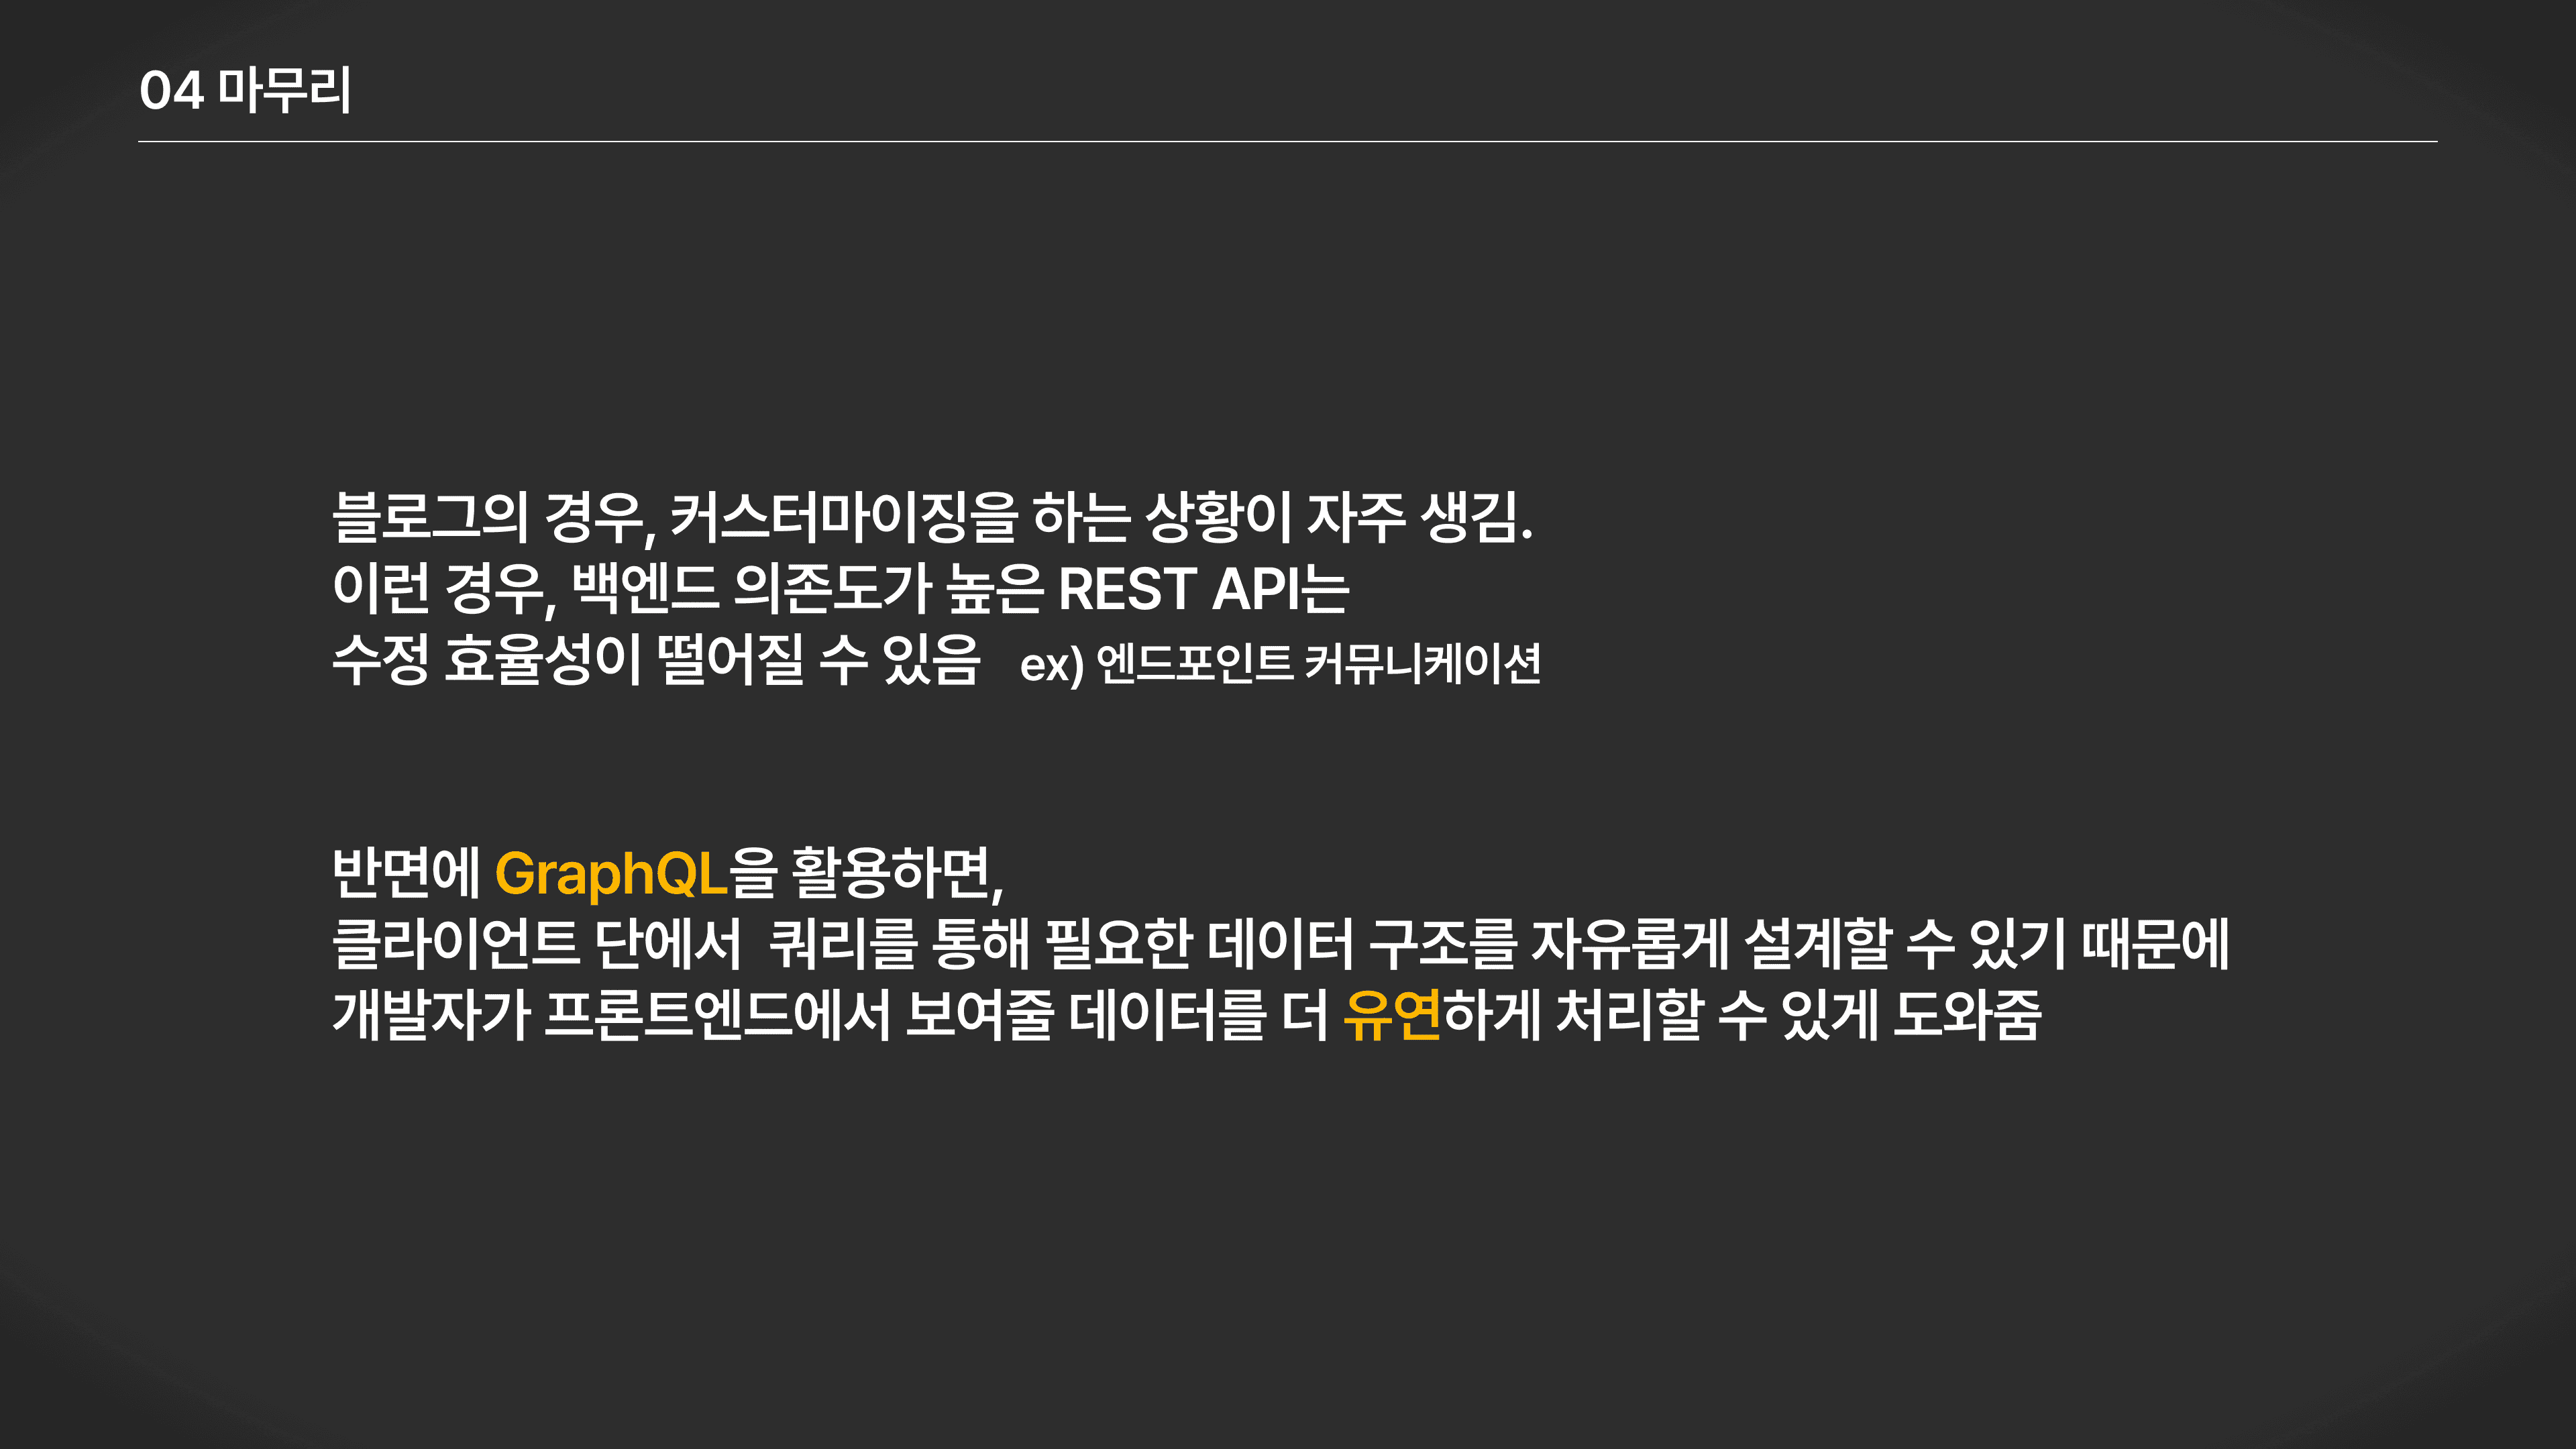 04 마무리
블로그의 경우, 커스터마이징을 하는 상황이 자주 생김.
이런 경우, 백엔드 의존도가 높은 REST API는
수정 효율성이 떨어질 수 있음 ex) 엔드포인트 커뮤니케이션
반면에 GraphQL을 활용하면,
클라이언트 단에서 쿼리를 통해 필요한 데이터 구조를 자유롭게 설계할 수 있기 때문에
개발자가 프론트엔드에서 보여줄 데이터를 더 유연하게 처리할 수 있게 도와줌